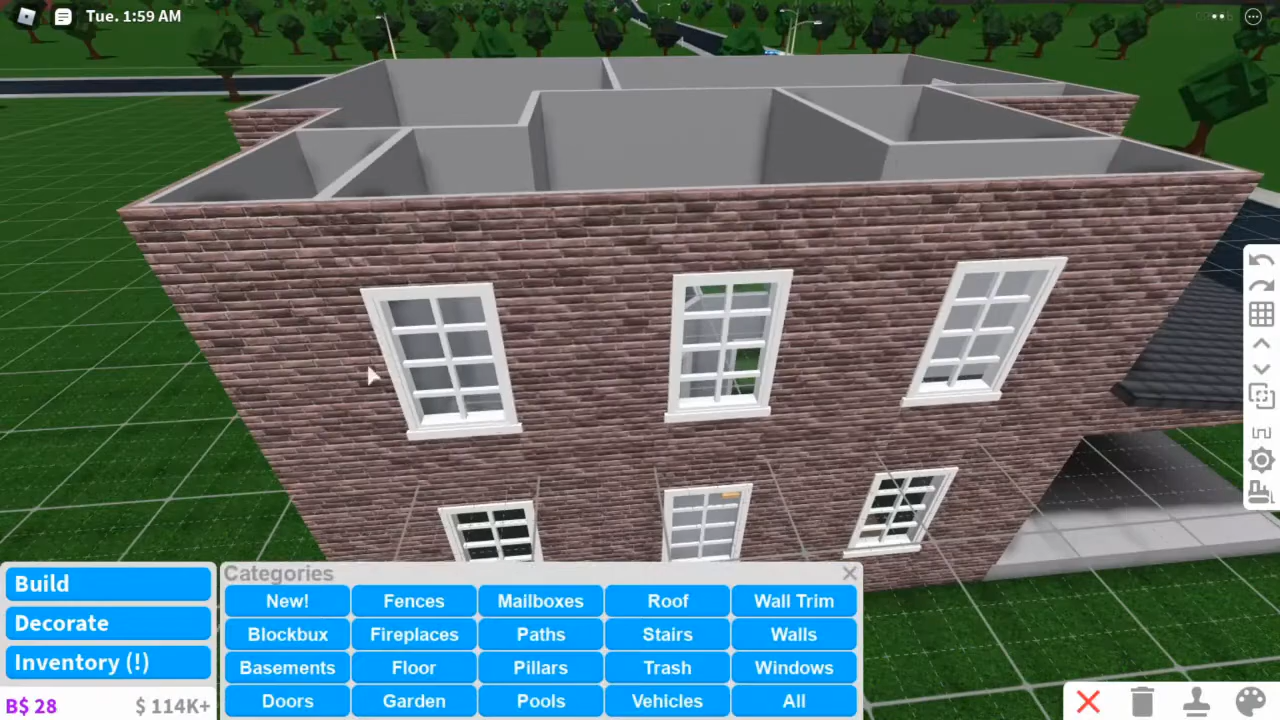 Tue. 1:59 AM
Build
Decorate
Inventory (!)
B$ 28
$ 114K+
Categories
New!
Fences
Mailboxes
Roof
Wall Trim
Blockbux
Fireplaces
Paths
Stairs
Walls
Basements
Floor
Pillars
Trash
Windows
Doors
Garden
Pools
Vehicles
All